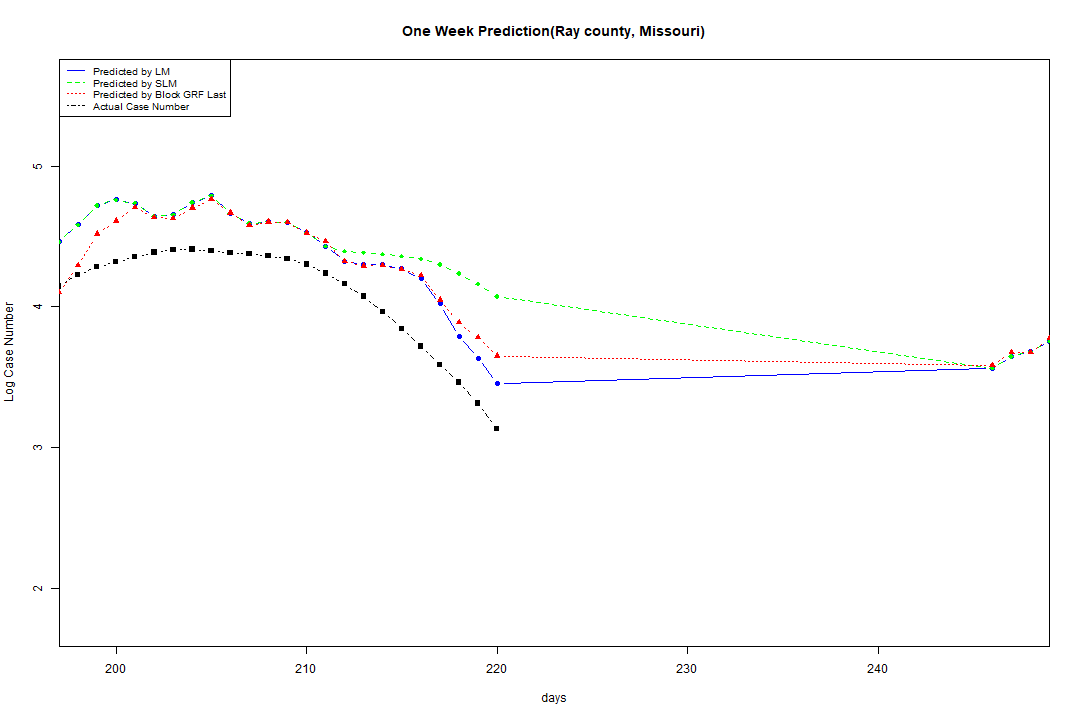 One Week Prediction(Ray county, Missouri)
Predicted by LM
Predicted by SLM
Predicted by Block GRF Last
Actual Case Number
5
4
3
2
Log Case Number
200 210 220 230 240
days